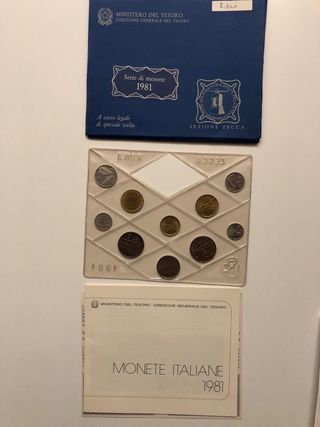 MINISTERO DEL TESORO
DIREZIONE GENERALE DEL TESORO
Serie di monete
1981
A corso legale
di speciale scelta
SEZIONE ZECCA
1981
MINISTERO DEL TESORO DIREZIONE GENERALE DEL TESORO
MONETE ITALIANE
1981